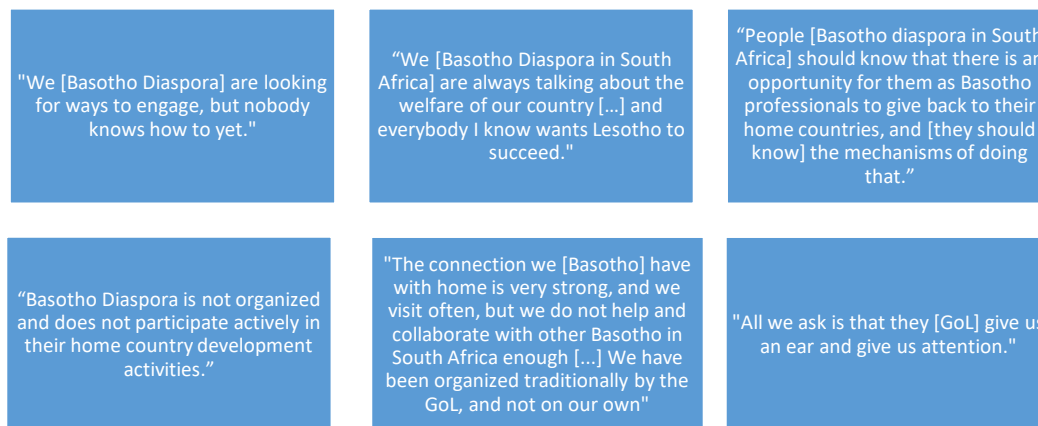 "We [Basotho Diaspora] are looking
for ways to engage, but nobody
knows how to yet."
“We [Basotho Diaspora in South
Africa] are always talking about the
welfare of our country […] and
everybody I know wants Lesotho to
succeed."
“People [Basotho diaspora in South
Africa] should know that there is an
opportunity for them as Basotho
professionals to give back to their
home countries, and [they should
know] the mechanisms of doing
that.”
“Basotho Diaspora is not organized
and does not participate actively in
their home country development
activities.”
"The connection we [Basotho] have
with home is very strong, and we
visit often, but we do not help and
collaborate with other Basotho in
South Africa enough [...] We have
been organized traditionally by the
GoL, and not on our own"
"All we ask is that they [GoL] give us
an ear and give us attention."